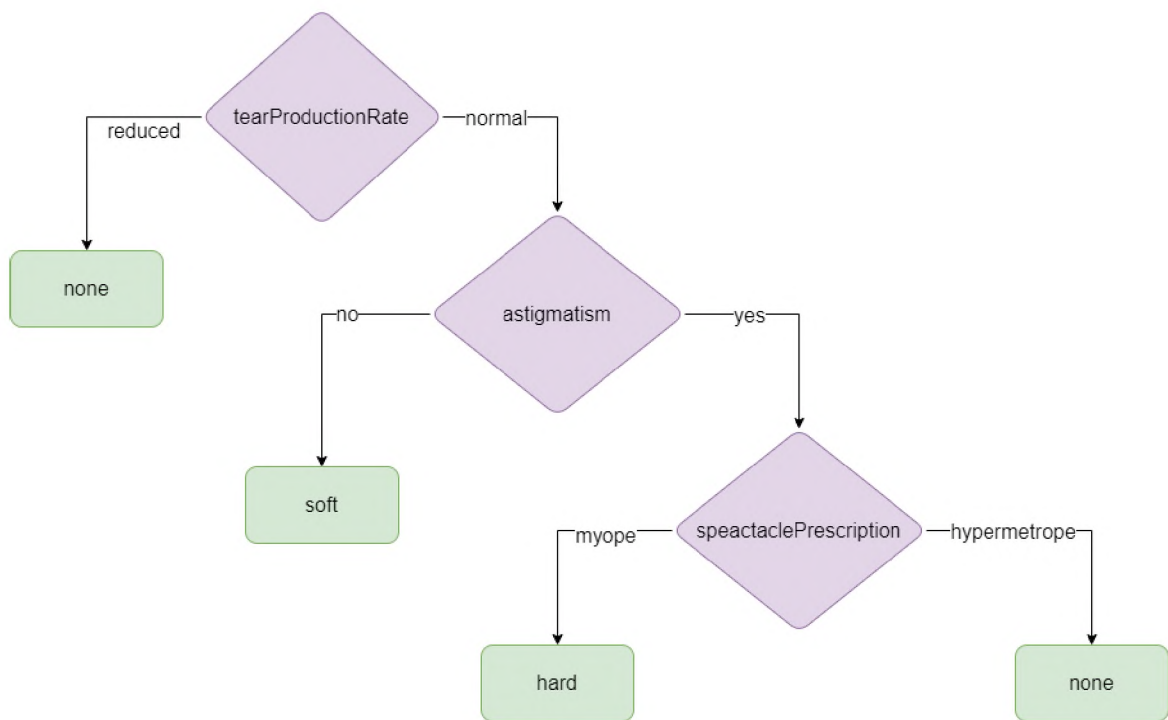 tearProductionRate
reduced
normal
none
astigmatism
no
yes
soft
speactaclePrescription
myope
hypermetrope
hard
none